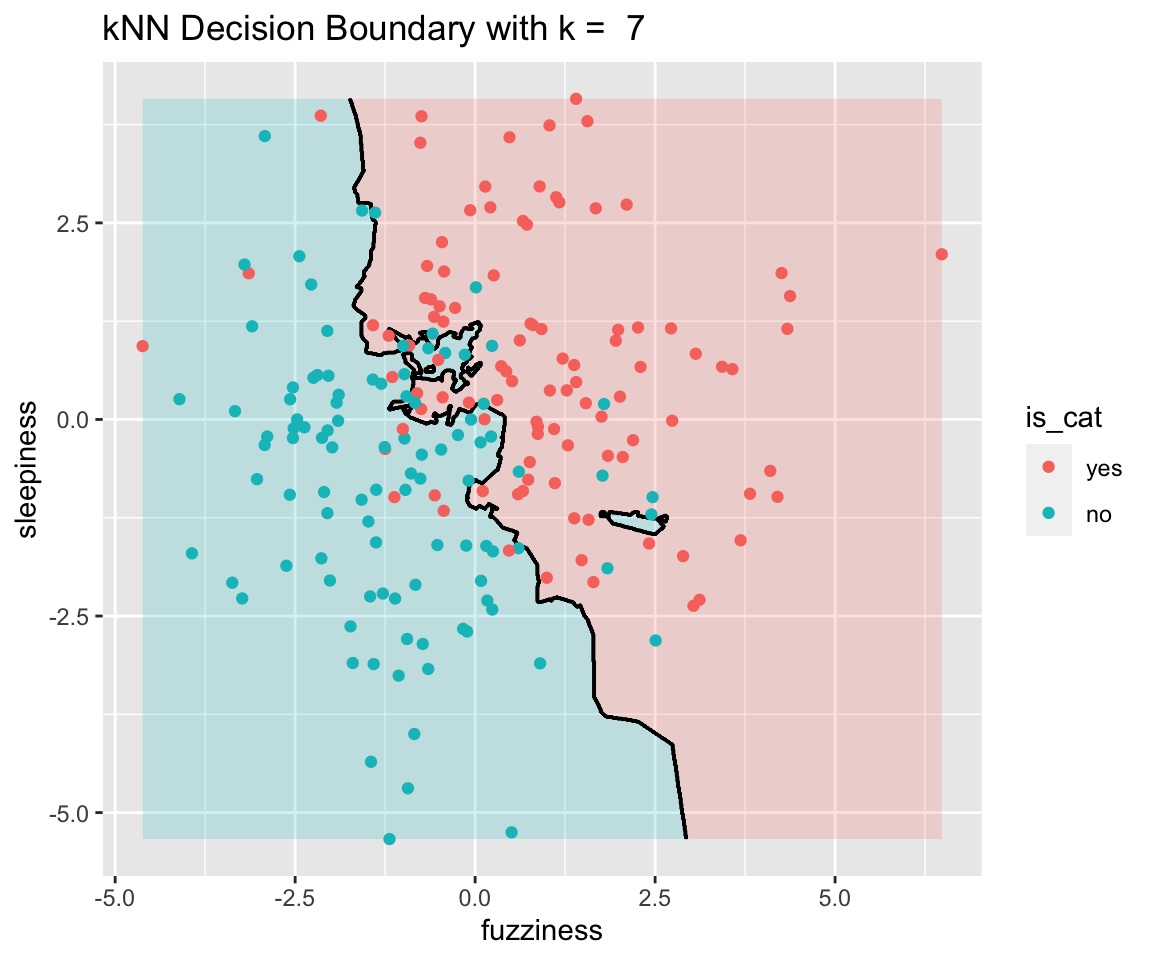 kNN Decision Boundary with k =  7
sleepiness
2.5
0.0
-2.5
-5.0
-5.0 -2.5 0.0 2.5 5.0
fuzziness
is_cat
yes
no